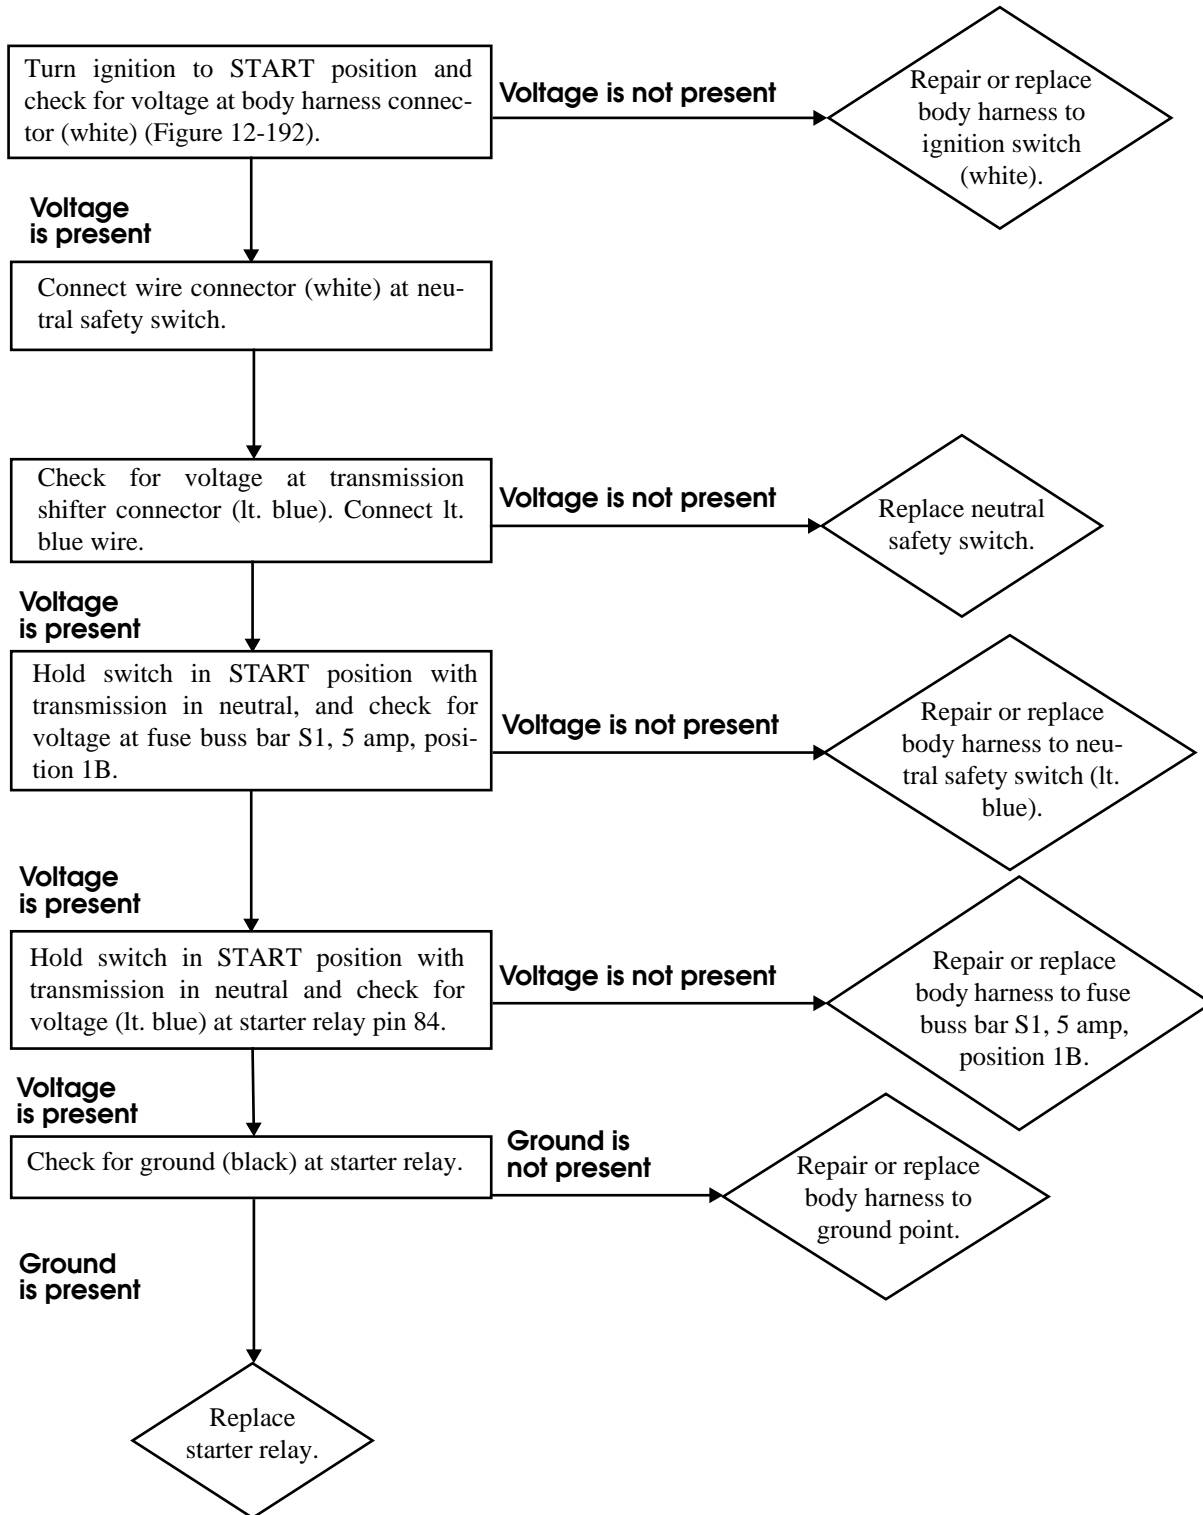 Turn ignition to START position and
check for voltage at body harness connec-
tor (white) (Figure 12-192).
Voltage is not present
Repair or replace
body harness to
ignition switch
(white).
Voltage
is present
Connect wire connector (white) at neu-
tral safety switch.
Check for voltage at transmission
shifter connector (lt. blue). Connect lt.
blue wire.
Voltage is not present
Replace neutral
safety switch.
Voltage
is present
Hold switch in START position with
transmission in neutral, and check for
voltage at fuse buss bar S1, 5 amp, posi-
tion 1B.
Voltage is not present
Repair or replace
body harness to neu-
tral safety switch (lt.
blue).
Voltage
is present
Hold switch in START position with
transmission in neutral and check for
voltage (lt. blue) at starter relay pin 84.
Voltage is not present
Repair or replace
body harness to fuse
buss bar S1, 5 amp,
position 1B.
Voltage
is present
Check for ground (black) at starter relay.
Ground is
not present
Repair or replace
body harness to
ground point.
Ground
is present
Replace
starter relay.